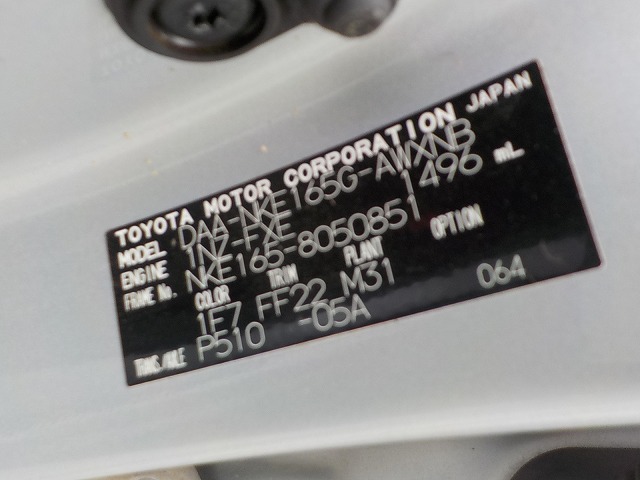 TOYOTA MOTOR CORPORATION JAPAN
MODEL DAA-NKE165G-AWXNB
ENGINE 1NZ-FXE 1496 mL
FRAME No. NKE165-8050851
COLOR TRIM PLANT OPTION
1F7 FF22 M31 064
TRNS/AXLE P510 -05A